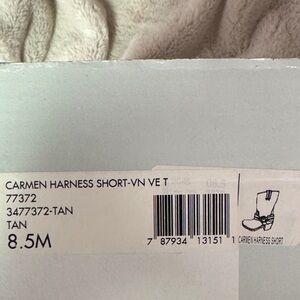 CARMEN HARNESS SHORT-VN VE T
77372
3477372-TAN
TAN
8.5M
7 87934 13151 1
CARMEN HARNESS SHORT